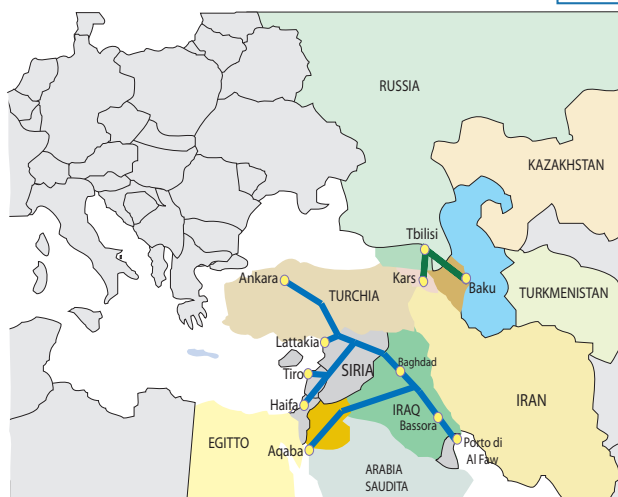 RUSSIA
KAZAKHSTAN
Tbilisi
Ankara
Kars
Baku
TURCHIA
TURKMENISTAN
Lattakia
Baghdad
Tiro
SIRIA
Haifa
IRAQ
IRAN
Bassora
EGITTO
Aqaba
Porto di
Al Faw
ARABIA
SAUDITA